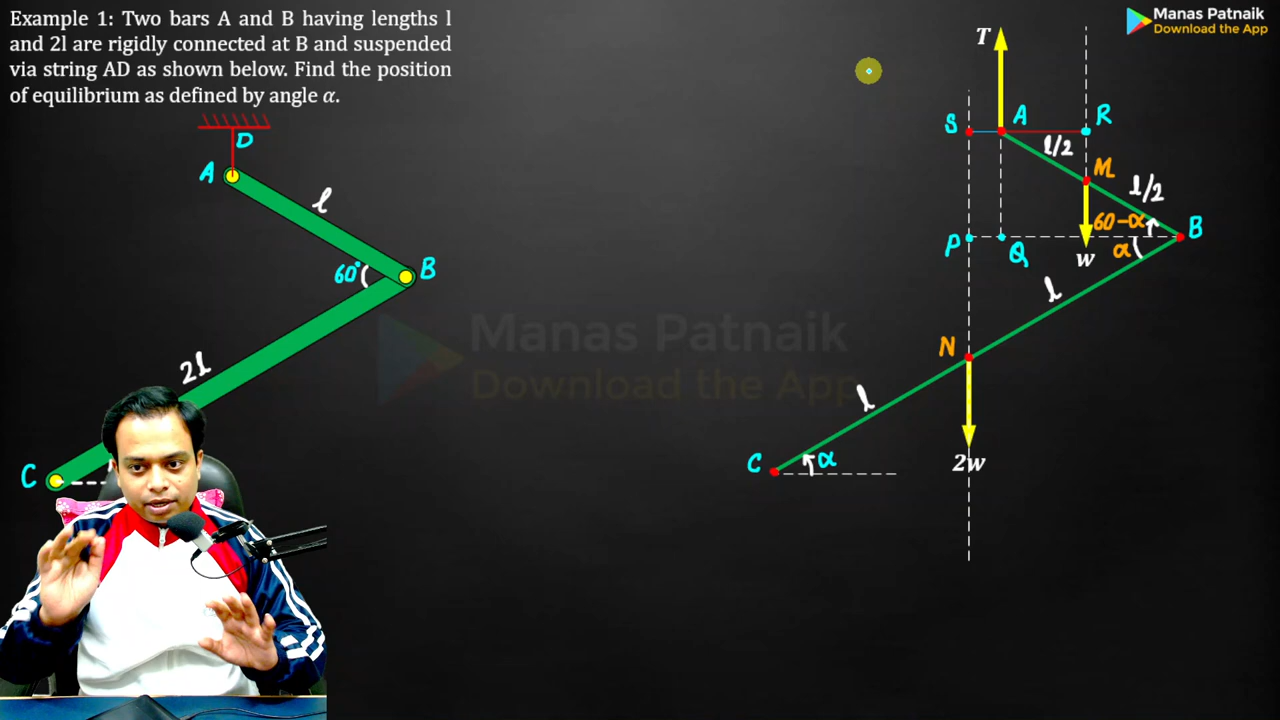 Example 1: Two bars A and B having lengths l
and 2l are rigidly connected at B and suspended
via string AD as shown below. Find the position
of equilibrium as defined by angle α.
Manas Patnaik
Download the App
D
A
l
60°
B
2l
C
T
S
A
R
l/2
M
l/2
60-α
B
P
Q
w
α
l
N
l
C
α
2w
Manas Patnaik
Download the App